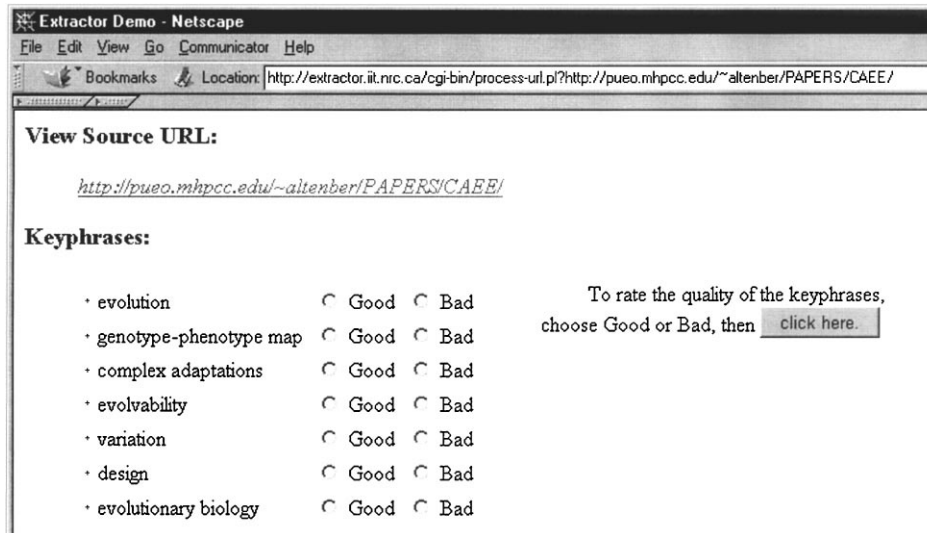 Extractor Demo - Netscape
File Edit View Go Communicator Help
Bookmarks Location: http://extractor.iit.nrc.ca/cgi-bin/process-url.pl?http://pueo.mhpcc.edu/~altenber/PAPERS/CAEE/
View Source URL:
http://pueo.mhpcc.edu/~altenber/PAPERS/CAEE/
Keyphrases:
evolution Good Bad
genotype-phenotype map Good Bad
complex adaptations Good Bad
evolvability Good Bad
variation Good Bad
design Good Bad
evolutionary biology Good Bad
To rate the quality of the keyphrases,
choose Good or Bad, then click here.